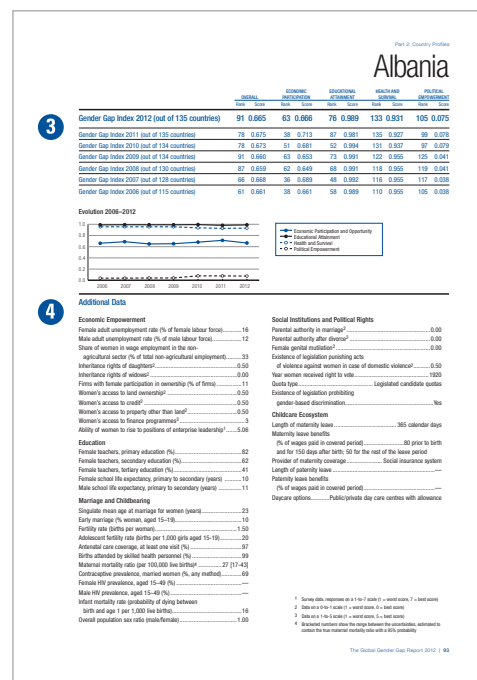 Part 2: Country Profiles
Albania
OVERALL
ECONOMIC PARTICIPATION
EDUCATIONAL ATTAINMENT
HEALTH AND SURVIVAL
POLITICAL EMPOWERMENT
Rank Score Rank Score Rank Score Rank Score Rank Score
3
Gender Gap Index 2012 (out of 135 countries) 91 0.665 63 0.666 76 0.989 133 0.931 105 0.075
Gender Gap Index 2011 (out of 135 countries) 78 0.675 38 0.713 87 0.981 135 0.927 99 0.078
Gender Gap Index 2010 (out of 134 countries) 78 0.673 51 0.681 52 0.994 131 0.937 97 0.079
Gender Gap Index 2009 (out of 134 countries) 91 0.660 63 0.653 73 0.991 122 0.955 125 0.041
Gender Gap Index 2008 (out of 130 countries) 87 0.659 62 0.649 68 0.991 118 0.955 119 0.041
Gender Gap Index 2007 (out of 128 countries) 66 0.668 36 0.689 48 0.992 116 0.955 117 0.038
Gender Gap Index 2006 (out of 115 countries) 61 0.661 38 0.661 58 0.989 110 0.955 105 0.038
Evolution 2006–2012
1.0
0.8
0.6
0.4
0.2
0.0
2006 2007 2008 2009 2010 2011 2012
Economic Participation and Opportunity
Educational Attainment
Health and Survival
Political Empowerment
4
Additional Data
Economic Empowerment
Female adult unemployment rate (% of female labour force)............16
Male adult unemployment rate (% of male labour force)..................12
Share of women in wage employment in the non-
agricultural sector (% of total non-agricultural employment)........33
Inheritance rights of daughters²................0.50
Inheritance rights of widows²................0.00
Firms with female participation in ownership (% of firms)................11
Women's access to land ownership²................0.50
Women's access to credit²................0.50
Women's access to property other than land²................0.50
Women's access to finance programmes³................3
Ability of women to rise to positions of enterprise leadership¹.......5.06
Education
Female teachers, primary education (%)................82
Female teachers, secondary education (%)................62
Female teachers, tertiary education (%)................41
Female school life expectancy, primary to secondary (years)..........10
Male school life expectancy, primary to secondary (years)..........11
Marriage and Childbearing
Singulate mean age at marriage for women (years)................23
Early marriage (% women, aged 15–19)................10
Fertility rate (births per woman)................1.50
Adolescent fertility rate (births per 1,000 girls aged 15-19)............20
Antenatal care coverage, at least one visit (%)................97
Births attended by skilled health personnel (%)................99
Maternal mortality ratio (per 100,000 live births)⁴................27 [17-43]
Contraceptive prevalence, married women (%, any method)............69
Female HIV prevalence, aged 15–49 (%)................—
Male HIV prevalence, aged 15–49 (%)................—
Infant mortality rate (probability of dying between
birth and age 1 per 1,000 live births)................16
Overall population sex ratio (male/female)................1.00
Social Institutions and Political Rights
Parental authority in marriage²................0.00
Parental authority after divorce²................0.00
Female genital mutilation²................0.00
Existence of legislation punishing acts
of violence against women in case of domestic violence²..........0.50
Year women received right to vote................1920
Quota type................Legislated candidate quotas
Existence of legislation prohibiting
gender-based discrimination................Yes
Childcare Ecosystem
Length of maternity leave................365 calendar days
Maternity leave benefits
(% of wages paid in covered period)................80 prior to birth
and for 150 days after birth; 50 for the rest of the leave period
Provider of maternity coverage................Social insurance system
Length of paternity leave................—
Paternity leave benefits
(% of wages paid in covered period)................—
Daycare options............Public/private day care centres with allowance
1 Survey data, responses on a 1-to-7 scale (1 = worst score, 7 = best score)
2 Data on a 0-to-1 scale (1 = worst score, 0 = best score)
3 Data on a 1-to-5 scale (1 = worst score, 5 = best score)
4 Bracketed numbers show the range between the uncertainties, estimated to
contain the true maternal mortality ratio with a 95% probability
The Global Gender Gap Report 2012 | 93